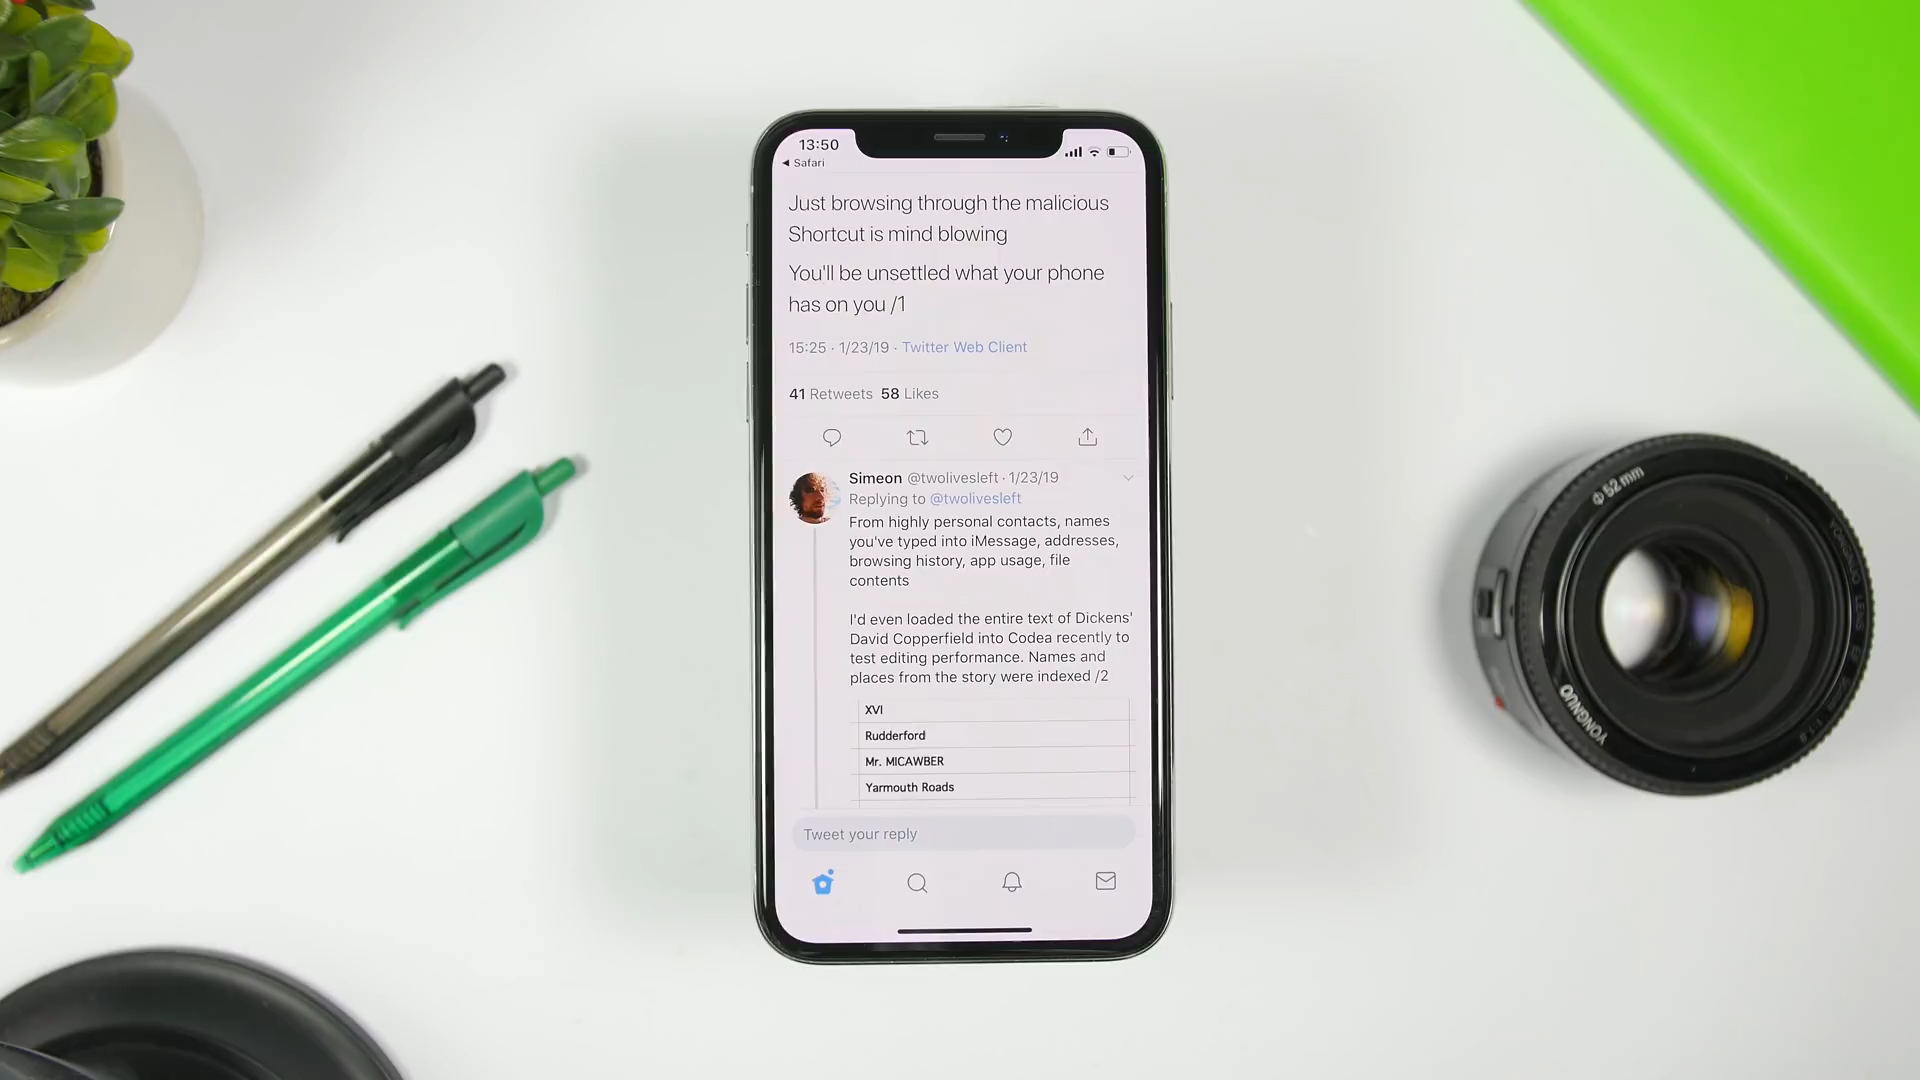 13:50
◀ Safari
Just browsing through the malicious
Shortcut is mind blowing
You'll be unsettled what your phone
has on you /1
15:25 · 1/23/19 · Twitter Web Client
41 Retweets 58 Likes
Simeon @twolivesleft · 1/23/19
Replying to @twolivesleft
From highly personal contacts, names
you've typed into iMessage, addresses,
browsing history, app usage, file
contents
I'd even loaded the entire text of Dickens'
David Copperfield into Codea recently to
test editing performance. Names and
places from the story were indexed /2
XVI
Rudderford
Mr. MICAWBER
Yarmouth Roads
Tweet your reply
Φ52mm
YONGNUO